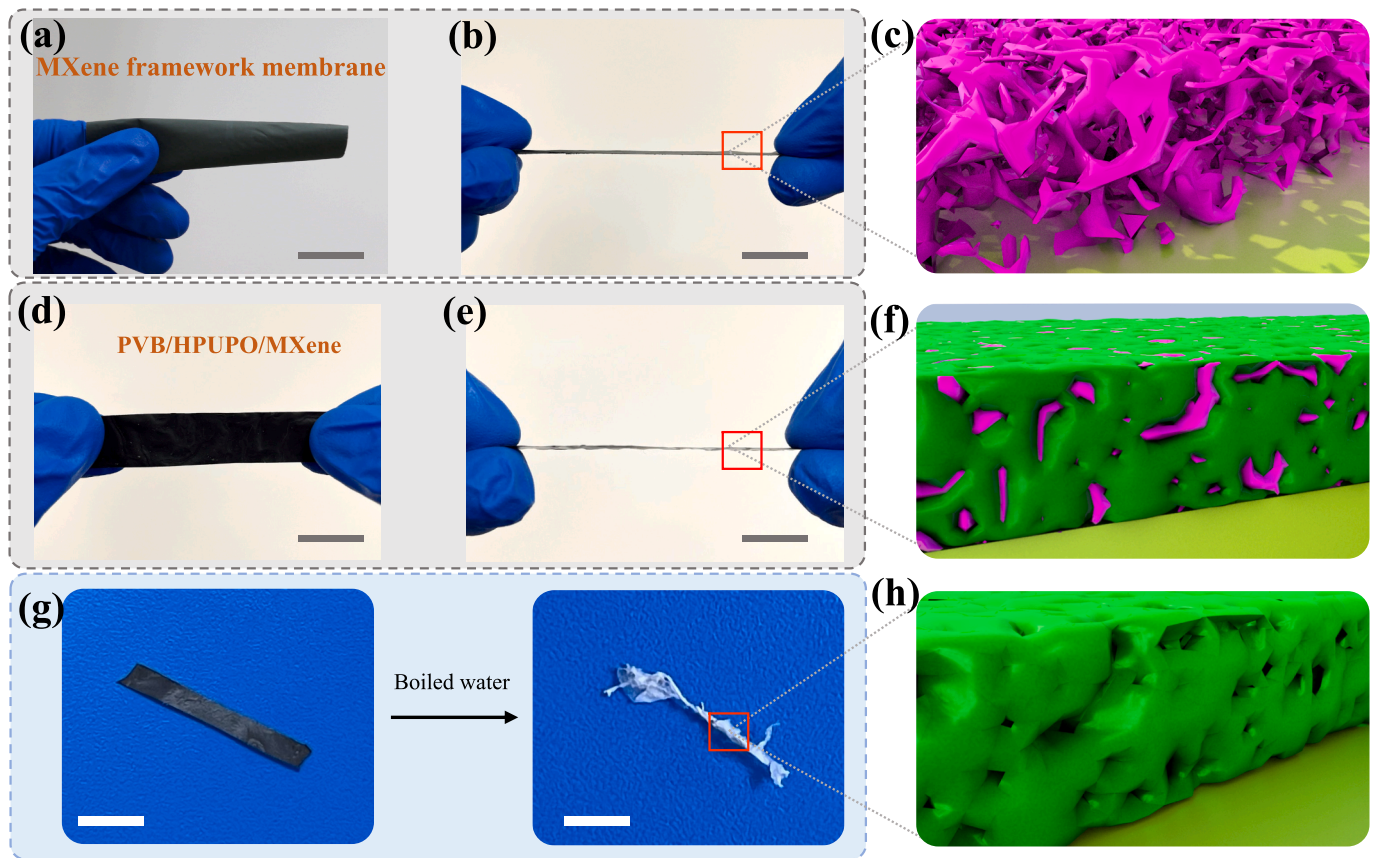 (a)
MXene framework membrane
(b)
(c)
(d)
PVB/HPUPO/MXene
(e)
(f)
(g)
Boiled water
(h)